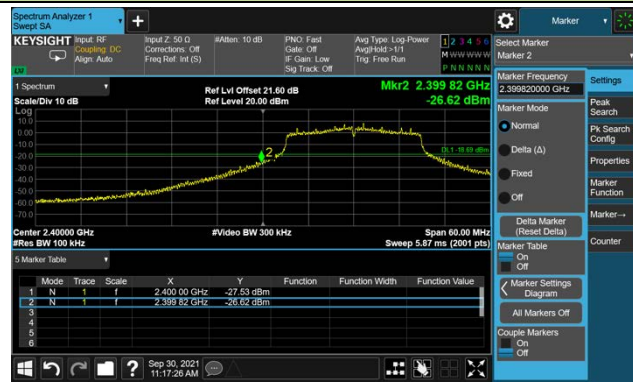 Spectrum Analyzer 1
Swept SA
Marker
KEYSIGHT
Input: RF
Coupling: DC
Align: Auto
Input Z: 50 Ω
Corrections: Off
Freq Ref: Int (S)
#Atten: 10 dB
PNO: Fast
Gate: Off
IF Gain: Low
Sig Track: Off
Avg Type: Log-Power
Avg|Hold:>1/1
Trig: Free Run
1 2 3 4 5 6
M W W W W W
P N N N N N
LVI
1 Spectrum
Scale/Div 10 dB
Ref Lvl Offset 21.60 dB
Ref Level 20.00 dBm
Mkr2 2.399 82 GHz
-26.62 dBm
Log
10.0
0.00
-10.0
-20.0
-30.0
-40.0
-50.0
-60.0
-70.0
2
DL1 -18.69 dBm
Center 2.40000 GHz
#Res BW 100 kHz
#Video BW 300 kHz
Span 60.00 MHz
Sweep 5.87 ms (2001 pts)
5 Marker Table
Mode Trace Scale X Y Function Function Width Function Value
1 N 1 f 2.400 00 GHz -27.53 dBm
2 N 1 f 2.399 82 GHz -26.62 dBm
3
4
5
6
Sep 30, 2021
11:17:26 AM
Select Marker
Marker 2
Marker Frequency
2.399820000 GHz
Marker Mode
Normal
Delta (Δ)
Fixed
Off
Delta Marker
(Reset Delta)
Marker Table
On
Off
Marker Settings
Diagram
All Markers Off
Couple Markers
On
Off
Settings
Peak
Search
Pk Search
Config
Properties
Marker
Function
Marker→
Counter